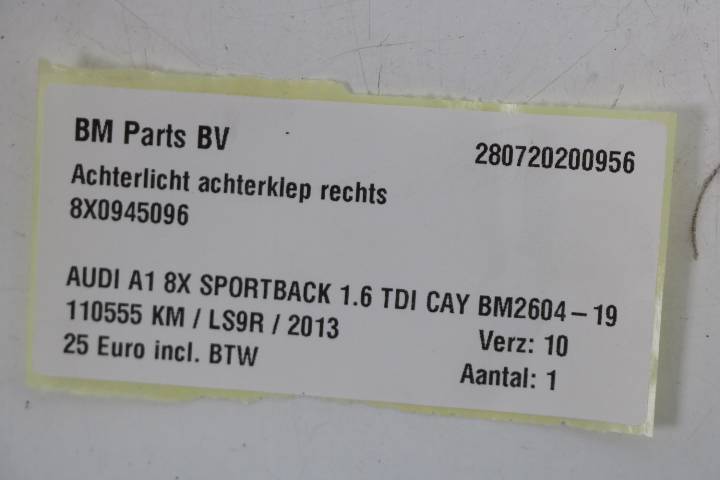 BM Parts BV
280720200956
Achterlicht achterklep rechts
8X0945096
AUDI A1 8X SPORTBACK 1.6 TDI CAY BM2604-19
110555 KM / LS9R / 2013
Verz: 10
25 Euro incl. BTW
Aantal: 1